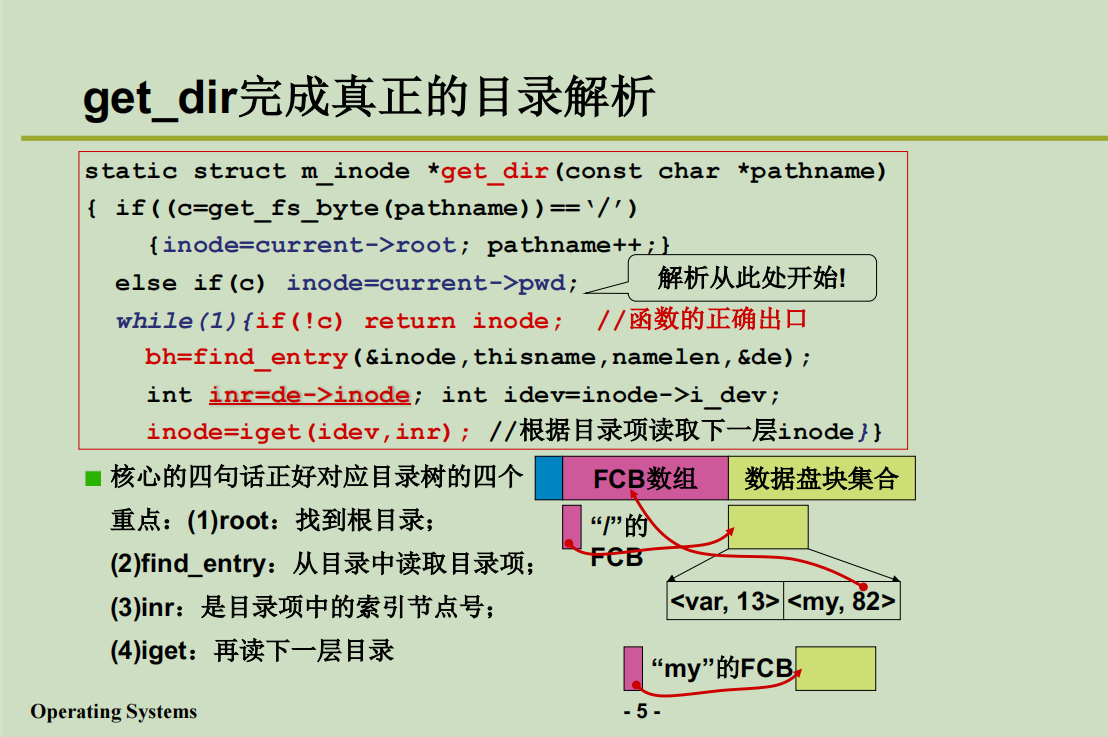 get_dir完成真正的目录解析
static struct m_inode *get_dir(const char *pathname)
{ if((c=get_fs_byte(pathname))==‘/’)
{inode=current->root; pathname++;}
else if(c) inode=current->pwd;
解析从此处开始!
while(1){if(!c) return inode; //函数的正确出口
bh=find_entry(&inode,thisname,namelen,&de);
int inr=de->inode; int idev=inode->i_dev;
inode=iget(idev,inr); //根据目录项读取下一层inode}}
■ 核心的四句话正好对应目录树的四个
重点：(1)root：找到根目录；
(2)find_entry：从目录中读取目录项；
(3)inr：是目录项中的索引节点号；
(4)iget：再读下一层目录
FCB数组 数据盘块集合
“/”的
FCB
<var, 13> <my, 82>
“my”的FCB
Operating Systems
- 5 -